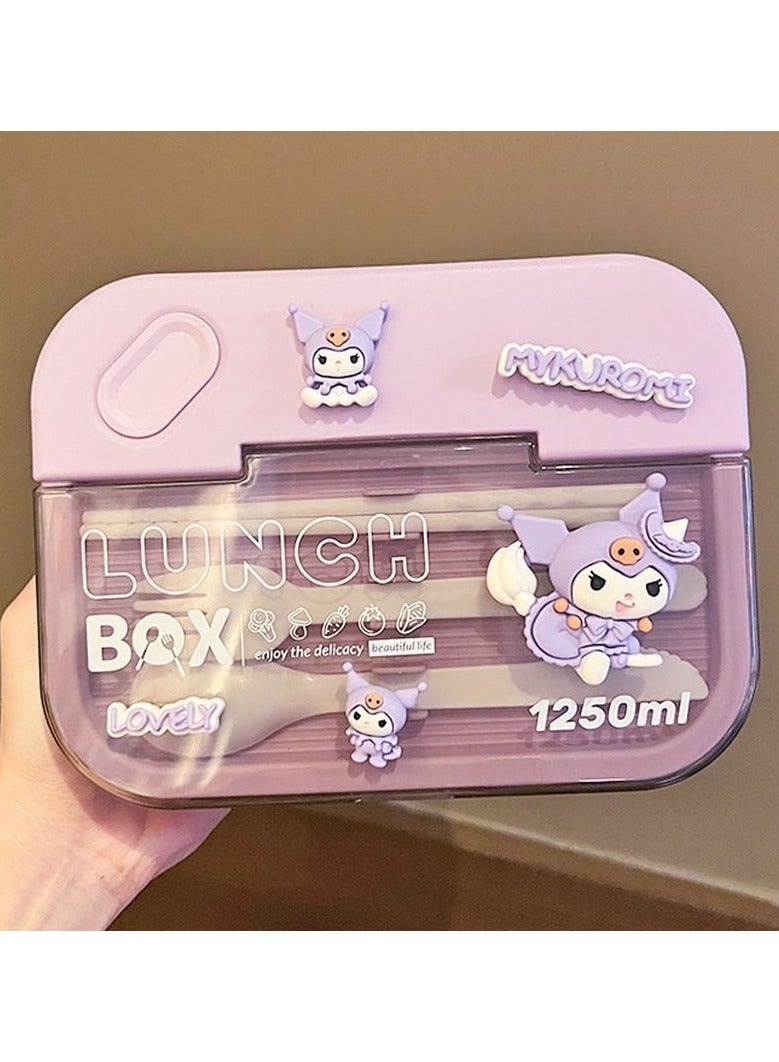 MYKUROMI
LUNCH
BOX
enjoy the delicacy beautiful life
LOVELY
1250ml